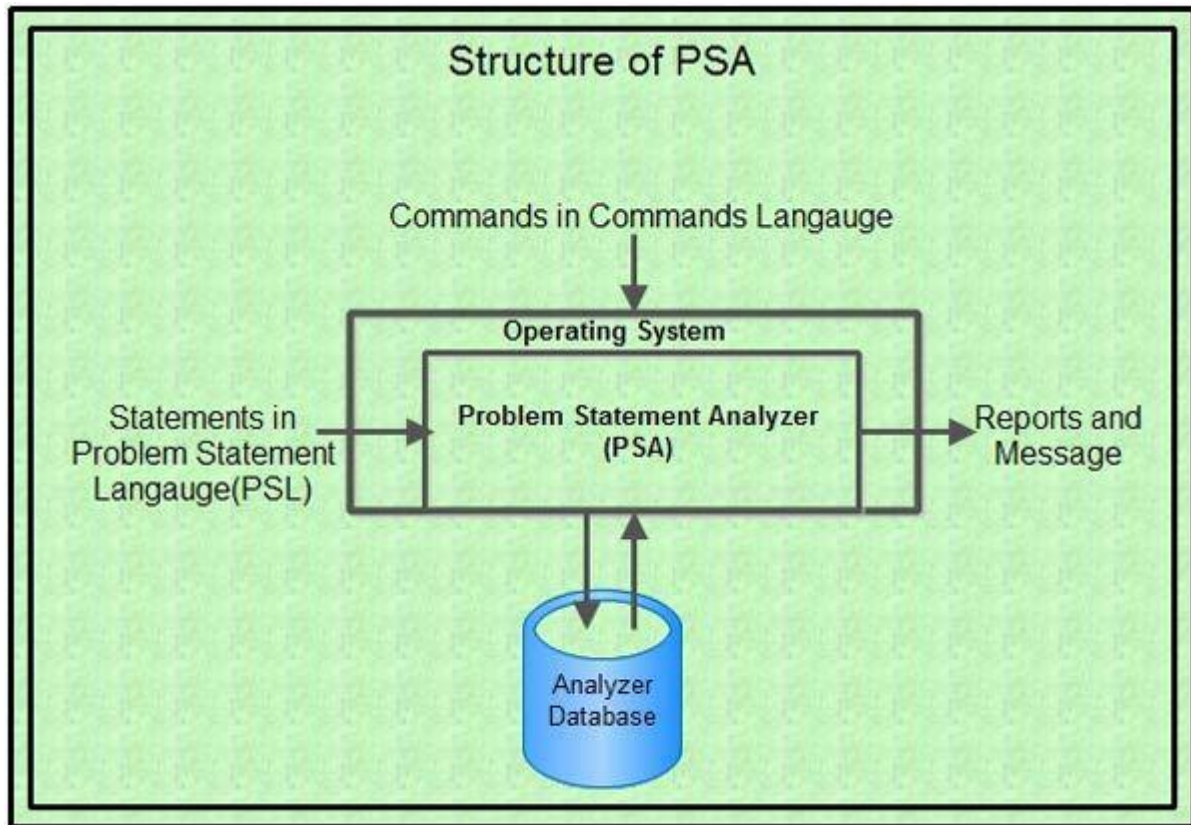 Structure of PSA
Commands in Commands Langauge
Operating System
Statements in
Problem Statement
Langauge(PSL)
Problem Statement Analyzer
(PSA)
Reports and
Message
Analyzer
Database